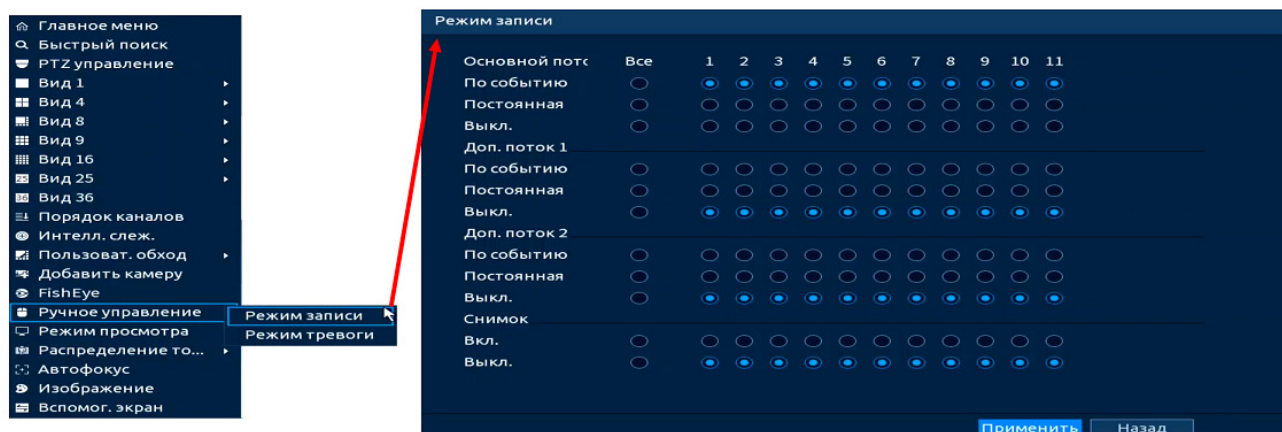 Главное меню
Быстрый поиск
PTZ управление
Вид 1
Вид 4
Вид 8
Вид 9
Вид 16
25 Вид 25
36 Вид 36
Порядок каналов
Интелл. слеж.
Пользоват. обход
Добавить камеру
FishEye
Ручное управление
Режим просмотра
Распределение то...
Автофокус
Изображение
Вспомог. экран
Режим записи
Режим тревоги
Режим записи
Основной пото Все 1 2 3 4 5 6 7 8 9 10 11
По событию
Постоянная
Выкл.
Доп. поток 1
По событию
Постоянная
Выкл.
Доп. поток 2
По событию
Постоянная
Выкл.
Снимок
Вкл.
Выкл.
Применить Назад